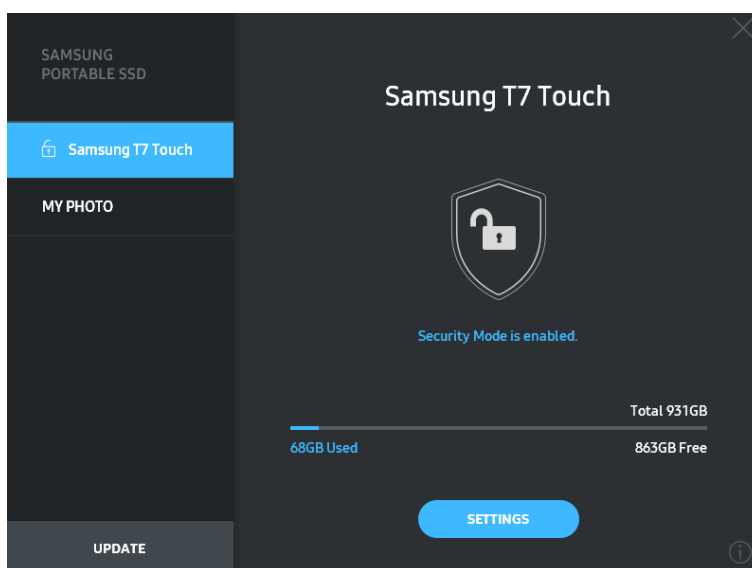 SAMSUNG
PORTABLE SSD
Samsung T7 Touch
MY PHOTO
UPDATE
Samsung T7 Touch
Security Mode is enabled.
Total 931GB
68GB Used
863GB Free
SETTINGS